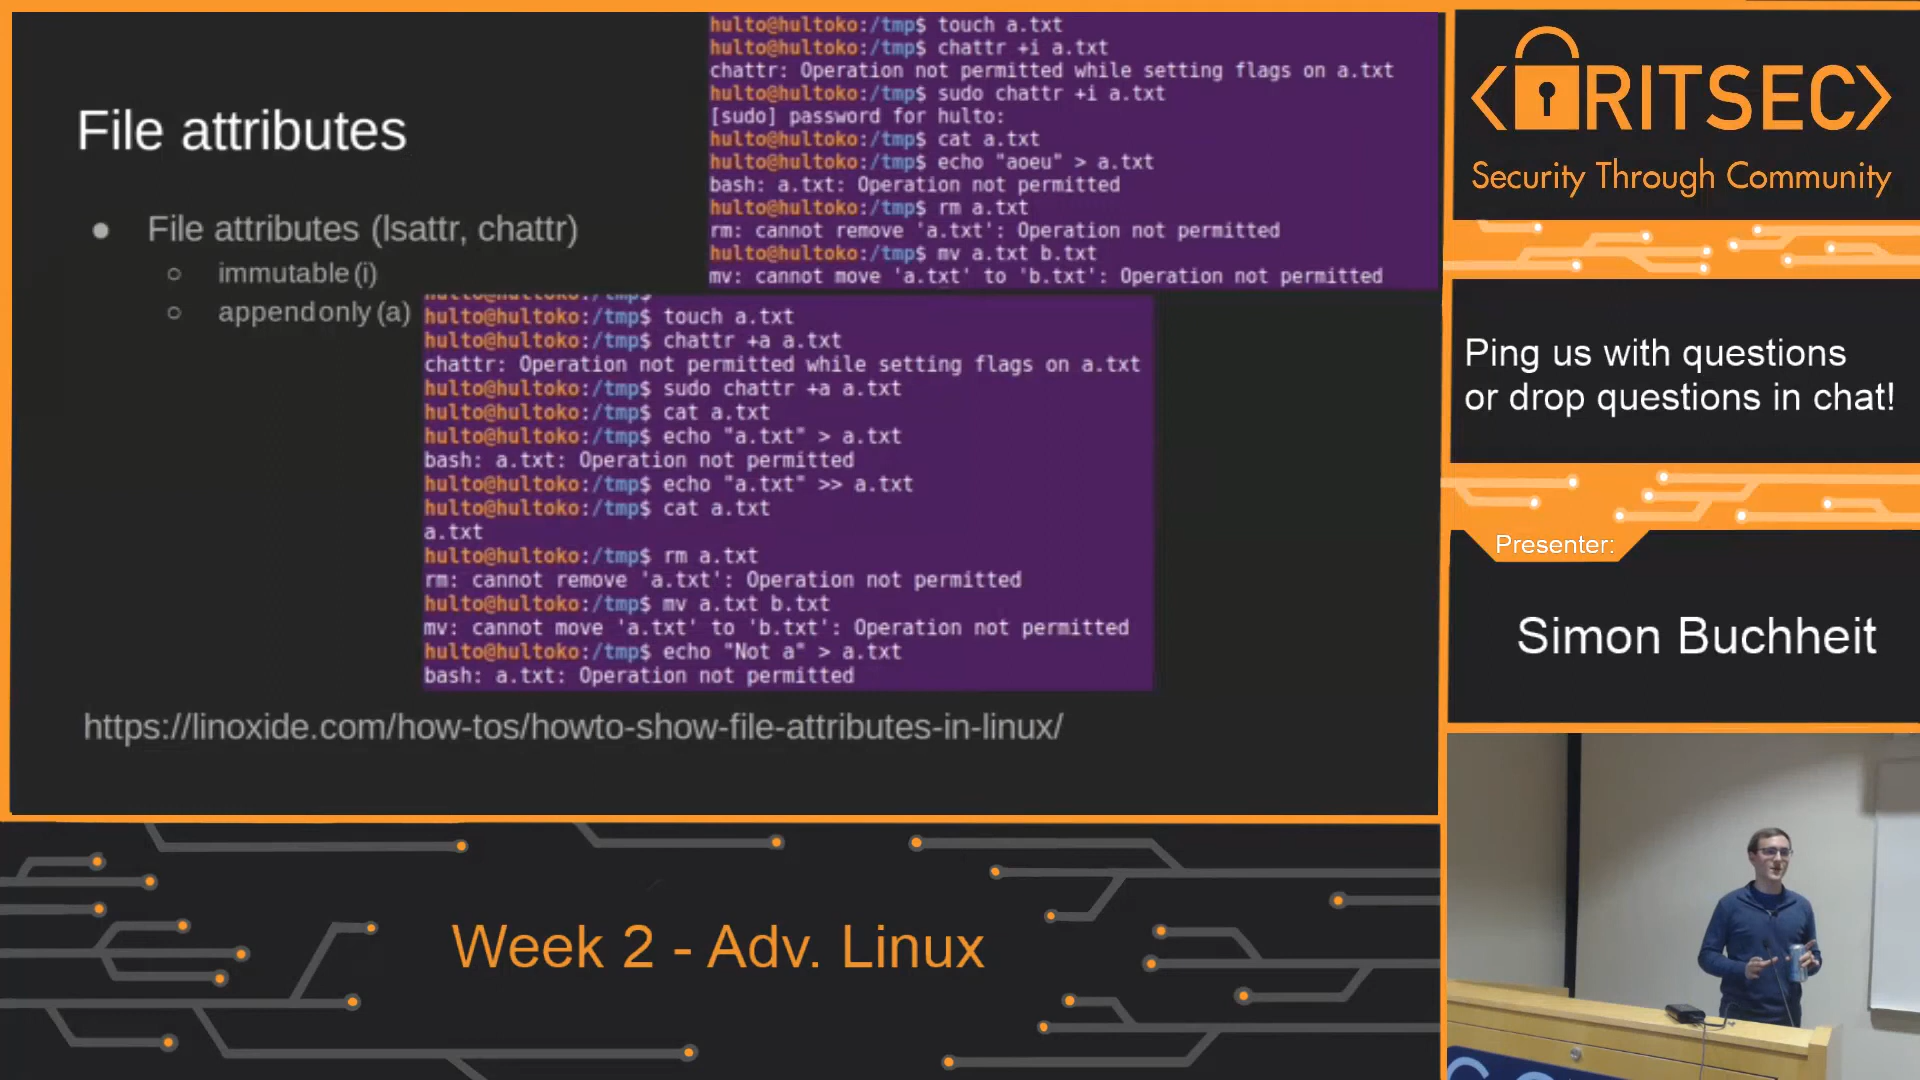 File attributes
● File attributes (lsattr, chattr)
○ immutable (i)
○ append only (a)
hulto@hultoko:/tmp$ touch a.txt
hulto@hultoko:/tmp$ chattr +i a.txt
chattr: Operation not permitted while setting flags on a.txt
hulto@hultoko:/tmp$ sudo chattr +i a.txt
[sudo] password for hulto:
hulto@hultoko:/tmp$ cat a.txt
hulto@hultoko:/tmp$ echo "aoeu" > a.txt
bash: a.txt: Operation not permitted
hulto@hultoko:/tmp$ rm a.txt
rm: cannot remove 'a.txt': Operation not permitted
hulto@hultoko:/tmp$ mv a.txt b.txt
mv: cannot move 'a.txt' to 'b.txt': Operation not permitted
hulto@hultoko:/tmp$
hulto@hultoko:/tmp$ touch a.txt
hulto@hultoko:/tmp$ chattr +a a.txt
chattr: Operation not permitted while setting flags on a.txt
hulto@hultoko:/tmp$ sudo chattr +a a.txt
hulto@hultoko:/tmp$ cat a.txt
hulto@hultoko:/tmp$ echo "a.txt" > a.txt
bash: a.txt: Operation not permitted
hulto@hultoko:/tmp$ echo "a.txt" >> a.txt
hulto@hultoko:/tmp$ cat a.txt
a.txt
hulto@hultoko:/tmp$ rm a.txt
rm: cannot remove 'a.txt': Operation not permitted
hulto@hultoko:/tmp$ mv a.txt b.txt
mv: cannot move 'a.txt' to 'b.txt': Operation not permitted
hulto@hultoko:/tmp$ echo "Not a" > a.txt
bash: a.txt: Operation not permitted
https://linoxide.com/how-tos/howto-show-file-attributes-in-linux/
RITSEC
Security Through Community
Ping us with questions
or drop questions in chat!
Presenter:
Simon Buchheit
Week 2 - Adv. Linux